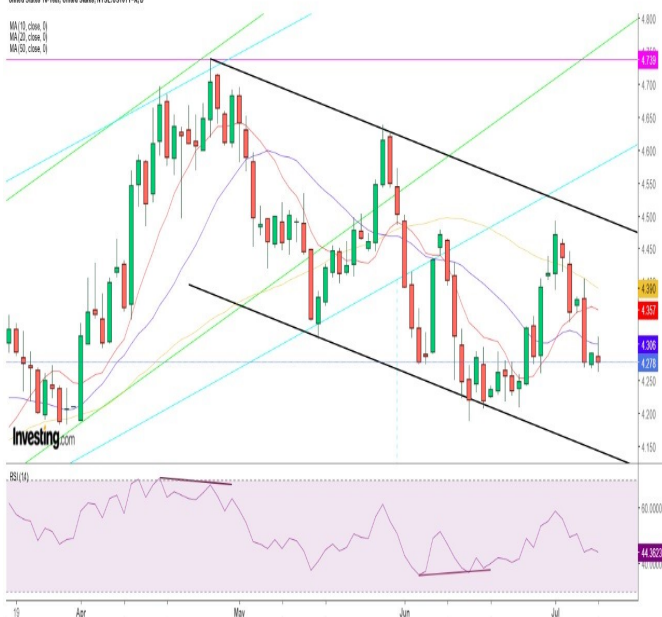 MA (10, close, 0)
MA (20, close, 0)
MA (50, close, 0)
4.800
4.739
4.700
4.650
4.600
4.550
4.500
4.450
4.390
4.357
4.306
4.278
4.250
4.200
4.150
Investing.com
RSI (14)
60.0000
44.3623
40.0000
19
Apr
May
Jun
Jul